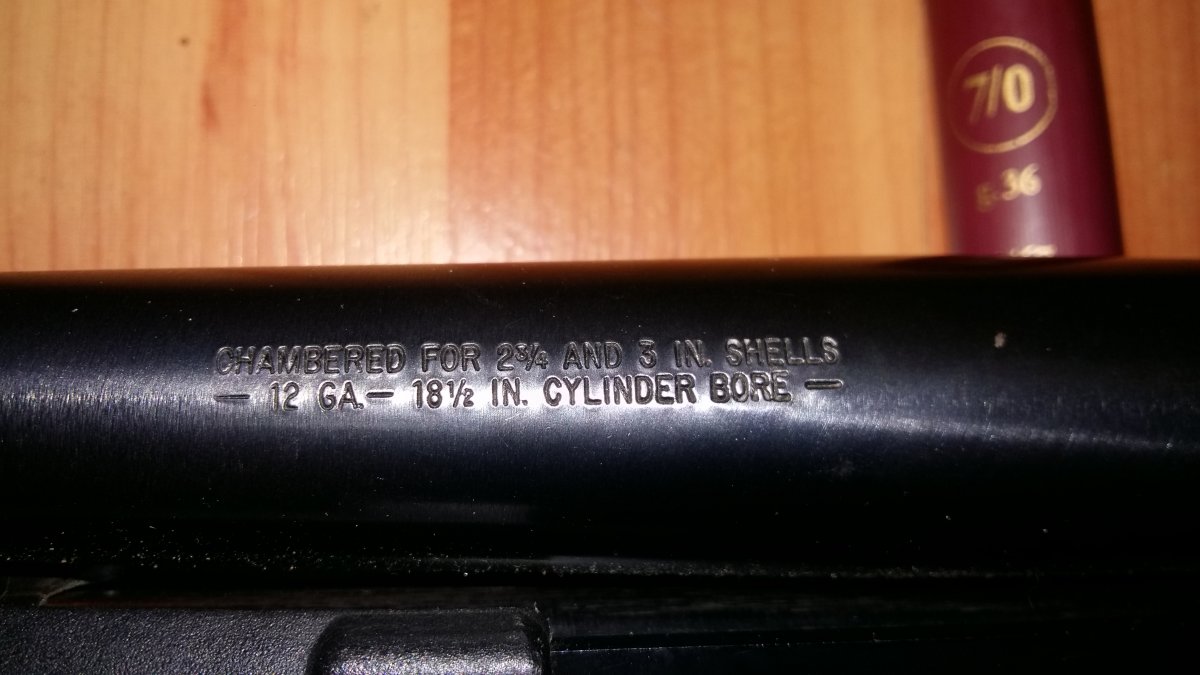 7/0
36
CHAMBERED FOR 2¾ AND 3 IN. SHELLS
— 12 GA. — 18½ IN. CYLINDER BORE —